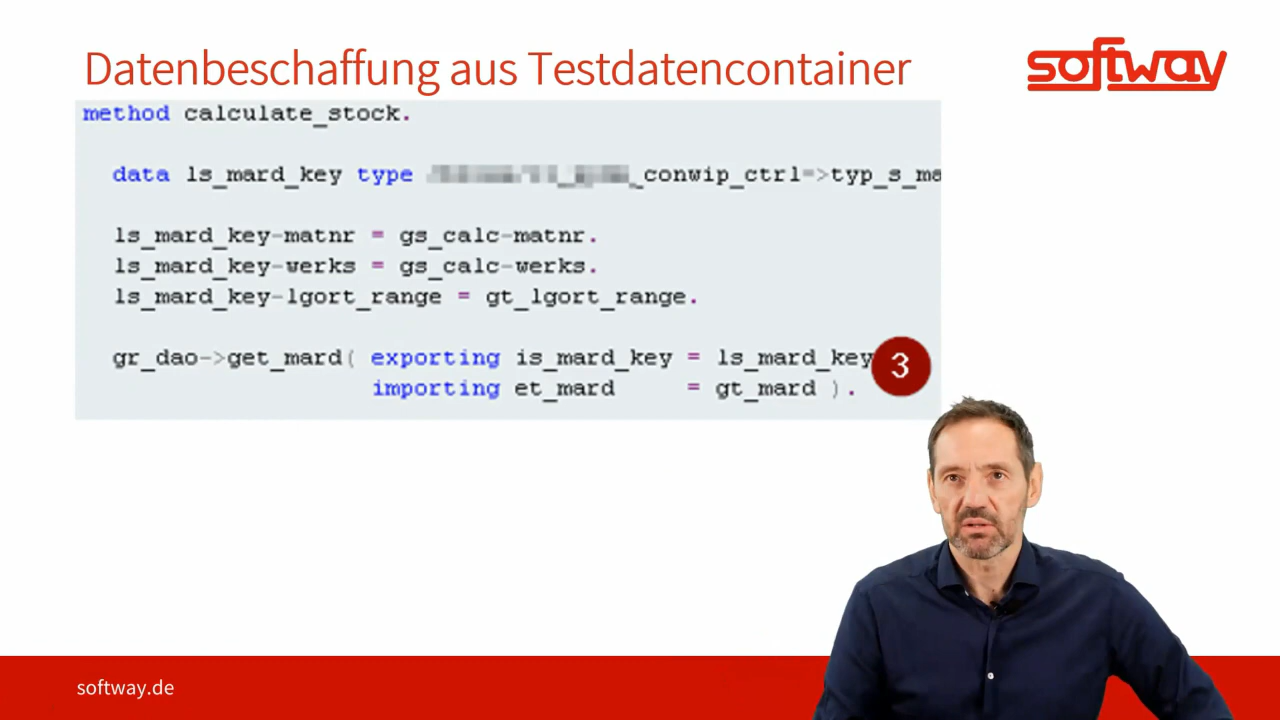 Datenbeschaffung aus Testdatencontainer
softway
method calculate_stock.
data ls_mard_key type _conwip_ctrl=>typ_s_ma
ls_mard_key-matnr = gs_calc-matnr.
ls_mard_key-werks = gs_calc-werks.
ls_mard_key-lgort_range = gt_lgort_range.
gr_dao->get_mard( exporting is_mard_key = ls_mard_key
3
importing et_mard = gt_mard ).
softway.de